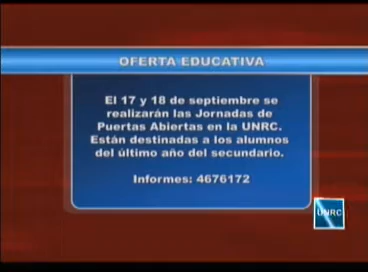 OFERTA EDUCATIVA
El 17 y 18 de septiembre se
realizarán las Jornadas de
Puertas Abiertas en la UNRC.
Están destinadas a los alumnos
del último año del secundario.
Informes: 4676172
UNRC